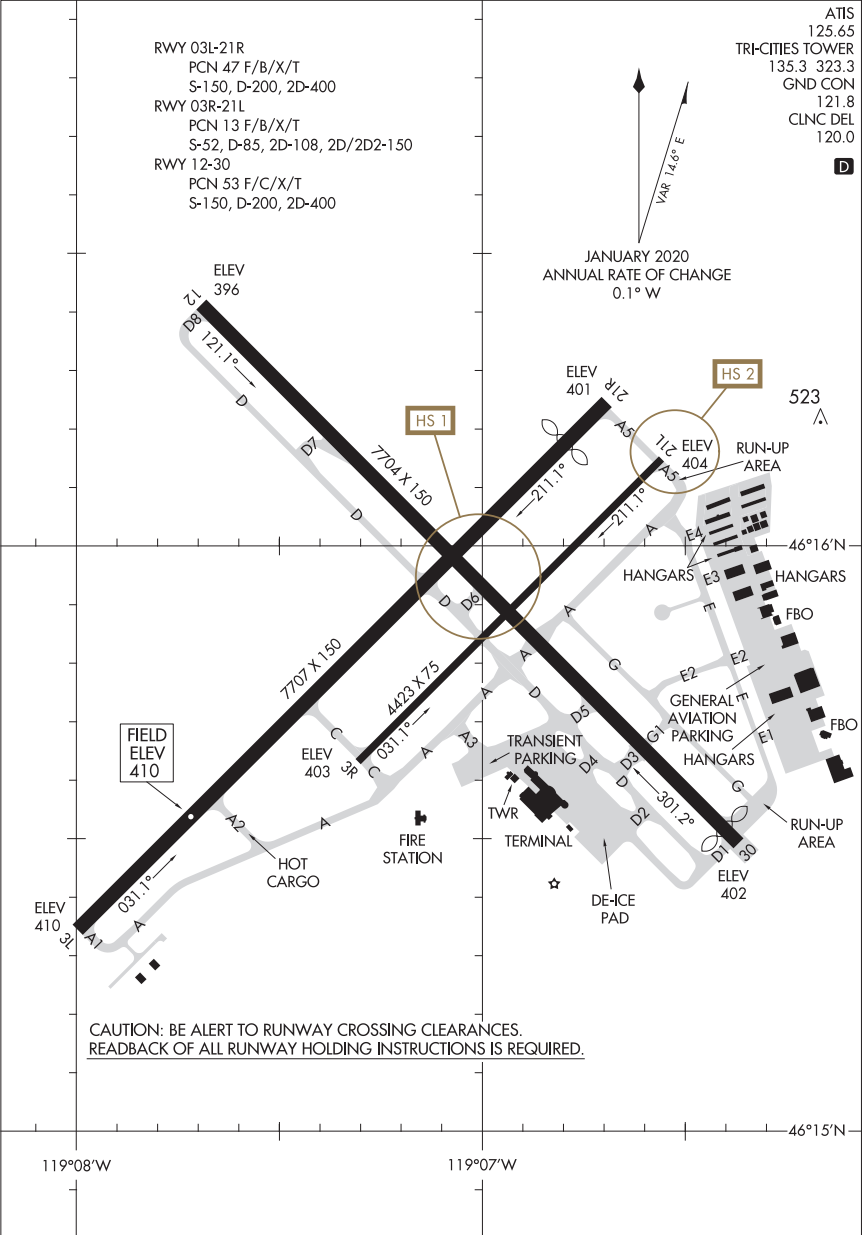 ATIS
125.65
TRI-CITIES TOWER
135.3 323.3
GND CON
121.8
CLNC DEL
120.0
D
RWY 03L-21R
PCN 47 F/B/X/T
S-150, D-200, 2D-400
RWY 03R-21L
PCN 13 F/B/X/T
S-52, D-85, 2D-108, 2D/2D2-150
RWY 12-30
PCN 53 F/C/X/T
S-150, D-200, 2D-400
VAR 14.6° E
JANUARY 2020
ANNUAL RATE OF CHANGE
0.1° W
ELEV
396
12
D8
121.1°
D
D7
7704 X 150
D
HS 1
ELEV
401
21R
A5
HS 2
523
21L
ELEV
404
A5
RUN-UP
AREA
211.1°
211.1°
A
E4
46°16'N
HANGARS
E3
HANGARS
E
FBO
D
D6
A
G
E2
E2
7707 X 150
4423 X 75
A
A
D
D5
G1
GENERAL
AVIATION
PARKING
E
E1
FBO
HANGARS
FIELD
ELEV
410
C
031.1°
ELEV
403
3R
C
A
A3
TRANSIENT
PARKING
D4
D3
D
301.2°
G
TWR
TERMINAL
D2
D1
30
ELEV
402
RUN-UP
AREA
A2
A
HOT
CARGO
FIRE
STATION
DE-ICE
PAD
031.1°
ELEV
410
3L
A1
A
CAUTION: BE ALERT TO RUNWAY CROSSING CLEARANCES.
READBACK OF ALL RUNWAY HOLDING INSTRUCTIONS IS REQUIRED.
46°15'N
119°08'W
119°07'W